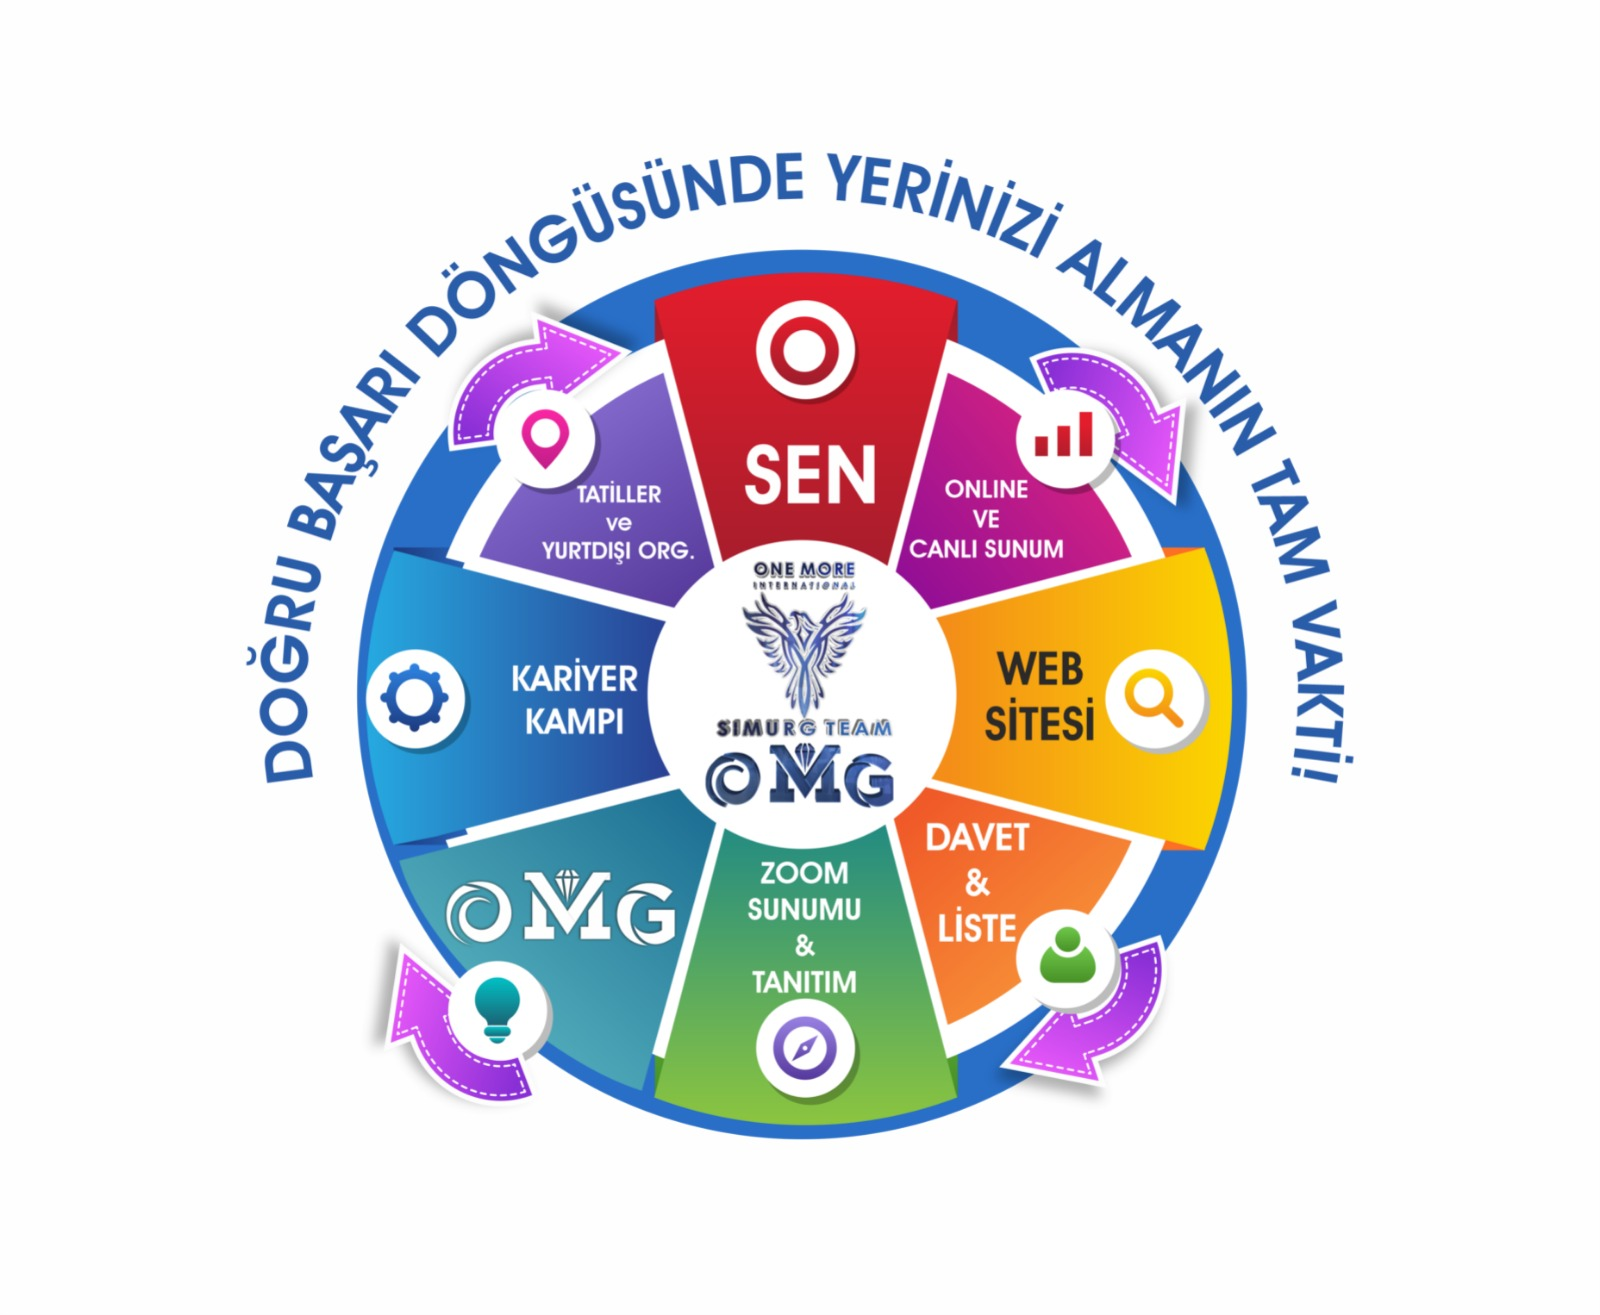 DOĞRU BAŞARI DÖNGÜSÜNDE YERİNİZİ ALMANIN TAM VAKTİ!
SEN
ONLINE
VE
CANLI SUNUM
WEB
SİTESİ
DAVET
&
LİSTE
ZOOM
SUNUMU
&
TANITIM
OMG
KARİYER
KAMPI
TATİLLER
ve
YURTDIŞI ORG.
ONE MORE
INTERNATIONAL
SIMURG TEAM
OMG